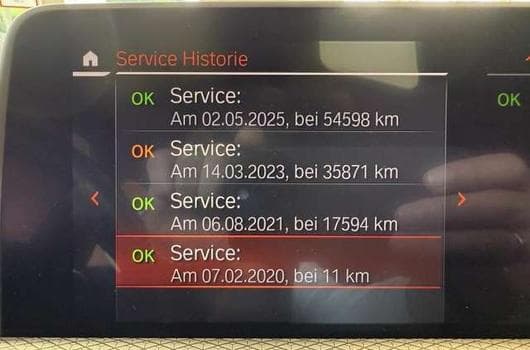 Service Historie
OK Service:
Am 02.05.2025, bei 54598 km
OK
OK Service:
Am 14.03.2023, bei 35871 km
OK Service:
Am 06.08.2021, bei 17594 km
OK Service:
Am 07.02.2020, bei 11 km